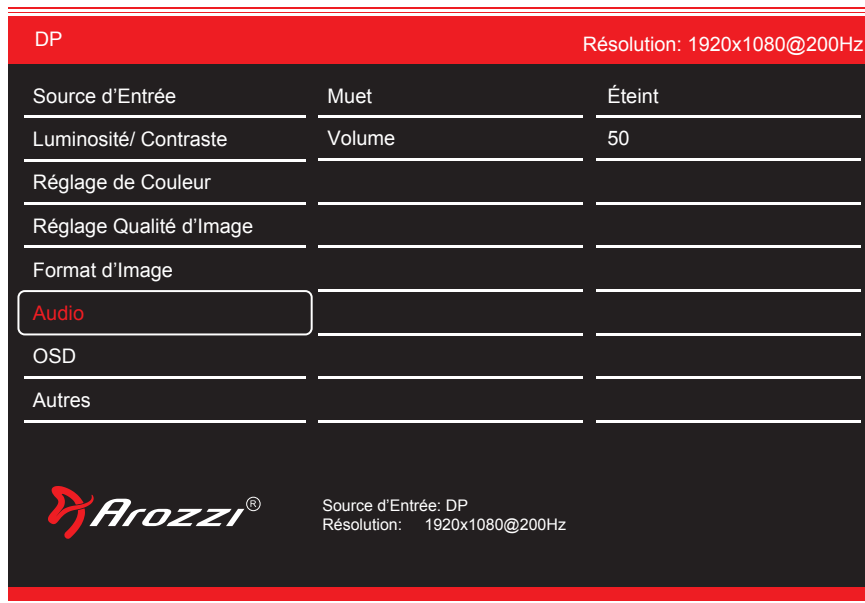 DP Résolution: 1920x1080@200Hz
Source d’Entrée Muet Éteint
Luminosité/ Contraste Volume 50
Réglage de Couleur
Réglage Qualité d’Image
Format d’Image
Audio
OSD
Autres
Arozzi®
Source d’Entrée: DP
Résolution: 1920x1080@200Hz